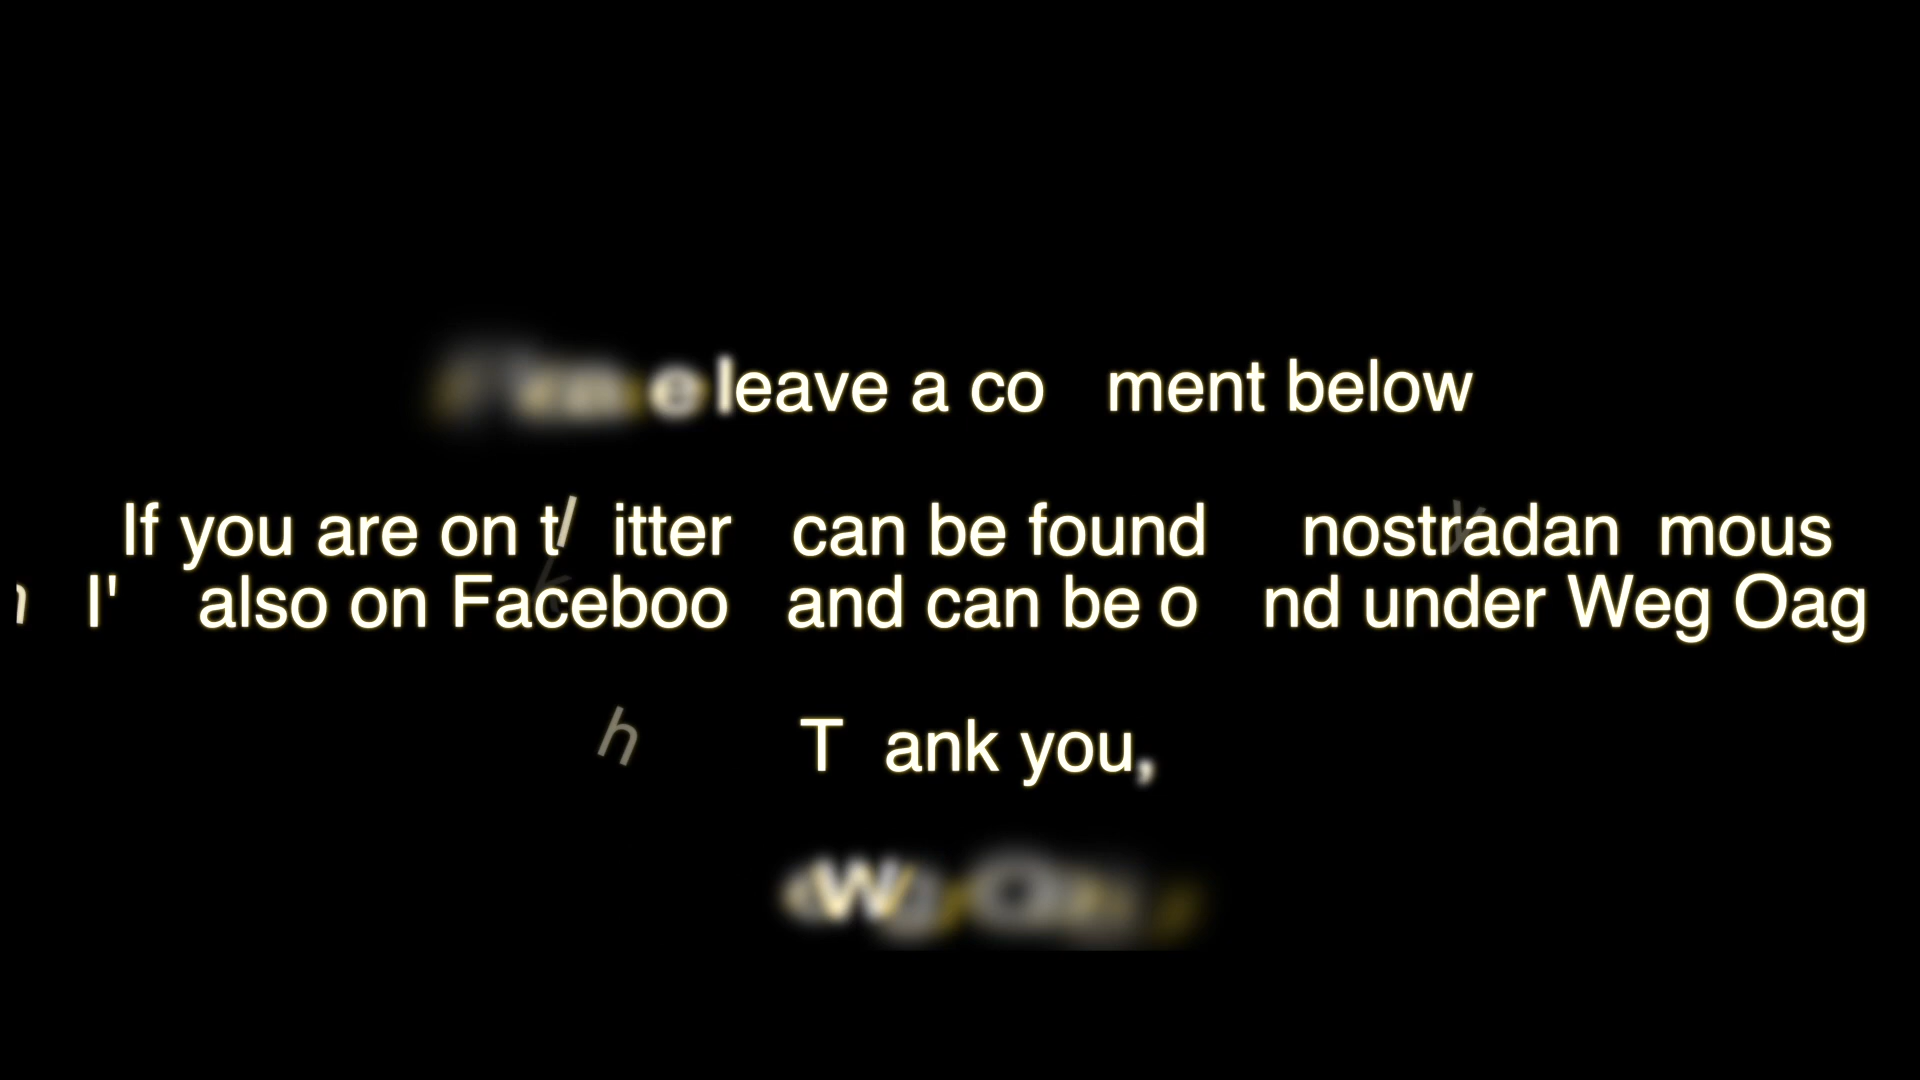 leave a co ment below
If you are on t itter can be found nostradan mous
I' also on Faceboo and can be o nd under Weg Oag
T ank you,